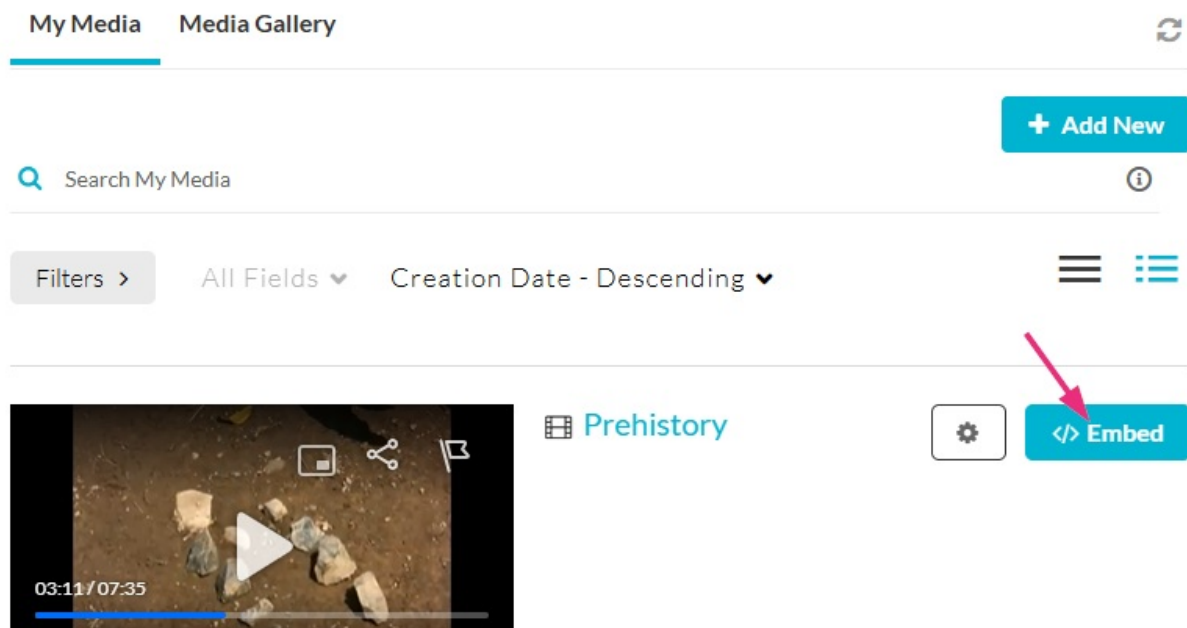 My Media Media Gallery
+ Add New
Search My Media
Filters > All Fields Creation Date - Descending
Prehistory
</> Embed
03:11/07:35